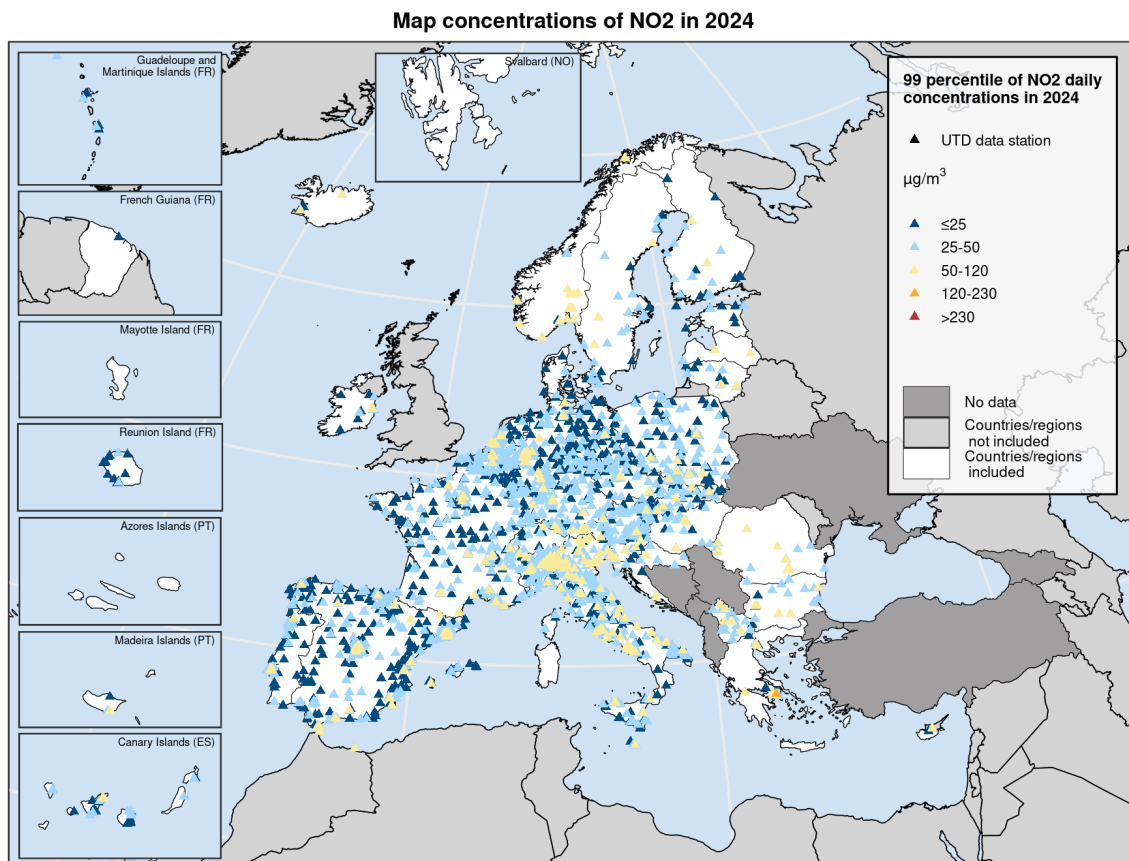 Map concentrations of NO2 in 2024
Guadeloupe and
Martinique Islands (FR)
Svalbard (NO)
French Guiana (FR)
Mayotte Island (FR)
Reunion Island (FR)
Azores Islands (PT)
Madeira Islands (PT)
Canary Islands (ES)
99 percentile of NO2 daily
concentrations in 2024
UTD data station
µg/m³
≤25
25-50
50-120
120-230
>230
No data
Countries/regions
not included
Countries/regions
included